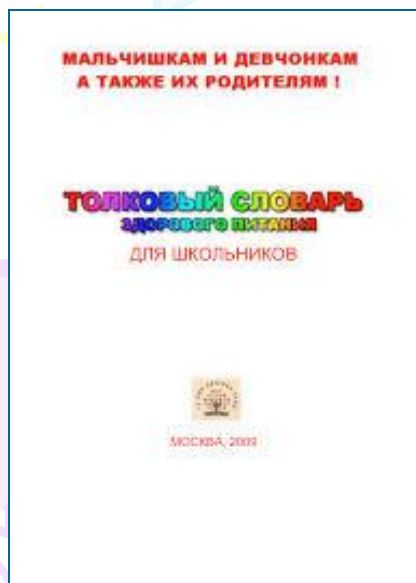 МАЛЬЧИШКАМ И ДЕВЧОНКАМ
А ТАКЖЕ ИХ РОДИТЕЛЯМ !
ТОЛКОВЫЙ СЛОВАРЬ
ЗДОРОВОГО ПИТАНИЯ
ДЛЯ ШКОЛЬНИКОВ
МОСКВА, 2009